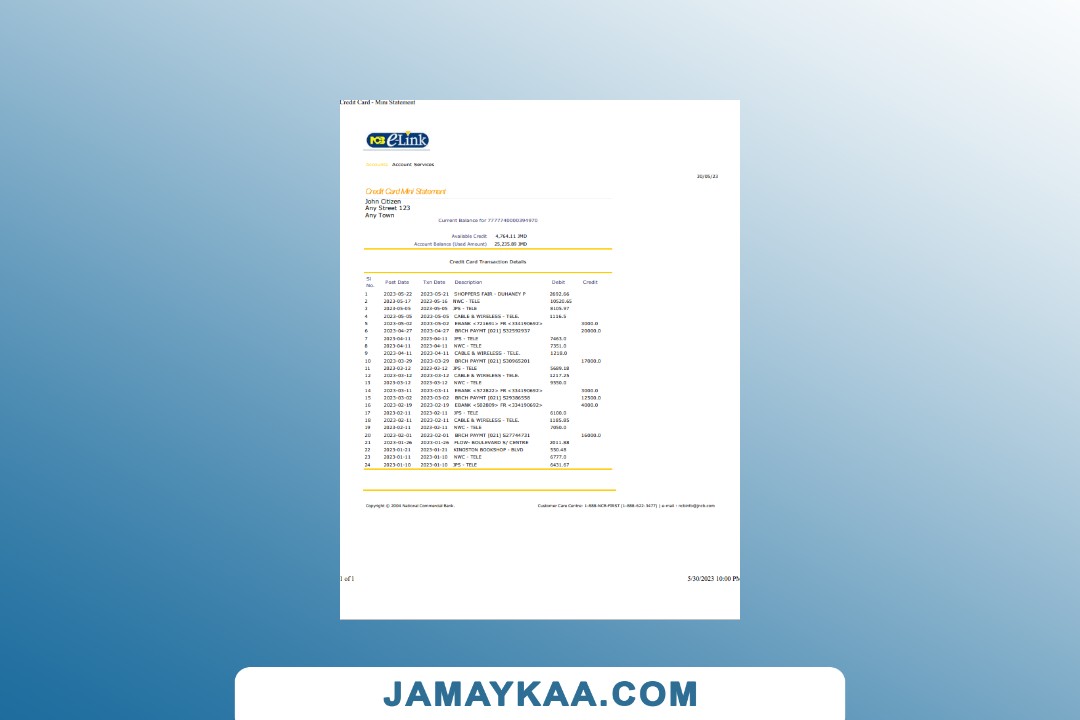 Credit Card - Mini Statement
NCB eLink
Account Services
30/05/23
Credit Card Mini Statement
John Citizen
Any Street 123
Any Town
Current Balance for 7777740080894970
Available Credit 4,764.11 JMD
Account Balance (Used Amount) 25,235.89 JMD
Credit Card Transaction Details
Sl No. Post Date Txn Date Description Debit Credit
1 2023-05-22 2023-05-21 SHOPPERS FAIR - DUHANEY P 2692.66
2 2023-05-17 2023-05-16 NWC - TELE 10520.65
3 2023-05-05 2023-05-05 JPS - TELE 8105.97
4 2023-05-05 2023-05-05 CABLE & WIRELESS - TELE. 1116.5
5 2023-05-02 2023-05-02 EBANK <721691> FR <334190692> 3000.0
6 2023-04-27 2023-04-27 BRCH PAYMT [021] S32592937 20000.0
7 2023-04-11 2023-04-11 JPS - TELE 7463.0
8 2023-04-11 2023-04-11 NWC - TELE 7351.0
9 2023-04-11 2023-04-11 CABLE & WIRELESS - TELE. 1218.0
10 2023-03-29 2023-03-29 BRCH PAYMT [021] S30965201 17000.0
11 2023-03-12 2023-03-12 JPS - TELE 5689.18
12 2023-03-12 2023-03-12 CABLE & WIRELESS - TELE. 1217.25
13 2023-03-12 2023-03-12 NWC - TELE 9550.0
14 2023-03-11 2023-03-11 EBANK <572822> FR <334190692> 3000.0
15 2023-03-02 2023-03-02 BRCH PAYMT [021] S29386558 12500.0
16 2023-02-19 2023-02-19 EBANK <502809> FR <334190692> 4000.0
17 2023-02-11 2023-02-11 JPS - TELE 6100.0
18 2023-02-11 2023-02-11 CABLE & WIRELESS - TELE. 1185.85
19 2023-02-11 2023-02-11 NWC - TELE 7050.0
20 2023-02-01 2023-02-01 BRCH PAYMT [021] S27744731 16000.0
21 2023-01-26 2023-01-26 FLOW- BOULEVARD S/ CENTRE 2011.88
22 2023-01-21 2023-01-21 KINGSTON BOOKSHOP - BLVD 550.48
23 2023-01-11 2023-01-10 NWC - TELE 6777.0
24 2023-01-10 2023-01-10 JPS - TELE 6431.67
Copyright © 2004 National Commercial Bank. Customer Care Centre: 1-888-NCB-FIRST (1-888-622-3477) | e-mail - ncbinfo@jncb.com
1 of 1 5/30/2023 10:00 PM
JAMAYKAA.COM